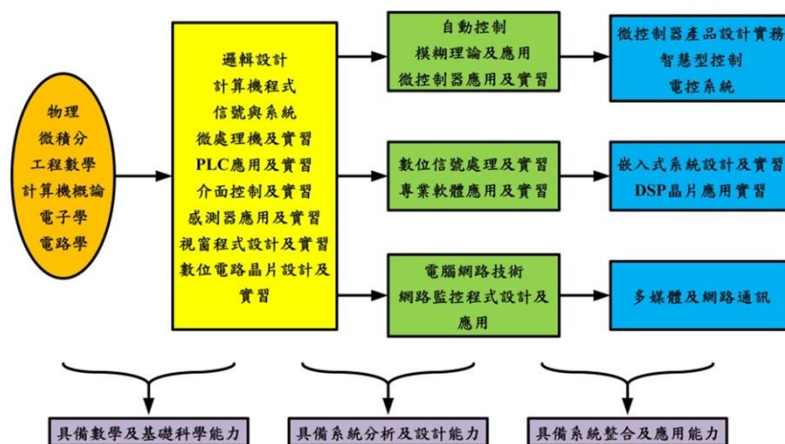 物理
微積分
工程數學
計算機概論
電子學
電路學
邏輯設計
計算機程式
信號與系統
微處理機及實習
PLC應用及實習
介面控制及實習
感測器應用及實習
視窗程式設計及實習
數位電路晶片設計及
實習
自動控制
模糊理論及應用
微控制器應用及實習
數位信號處理及實習
專業軟體應用及實習
電腦網路技術
網路監控程式設計及
應用
微控制器產品設計實務
智慧型控制
電控系統
嵌入式系統設計及實習
DSP晶片應用實習
多媒體及網路通訊
具備數學及基礎科學能力
具備系統分析及設計能力
具備系統整合及應用能力